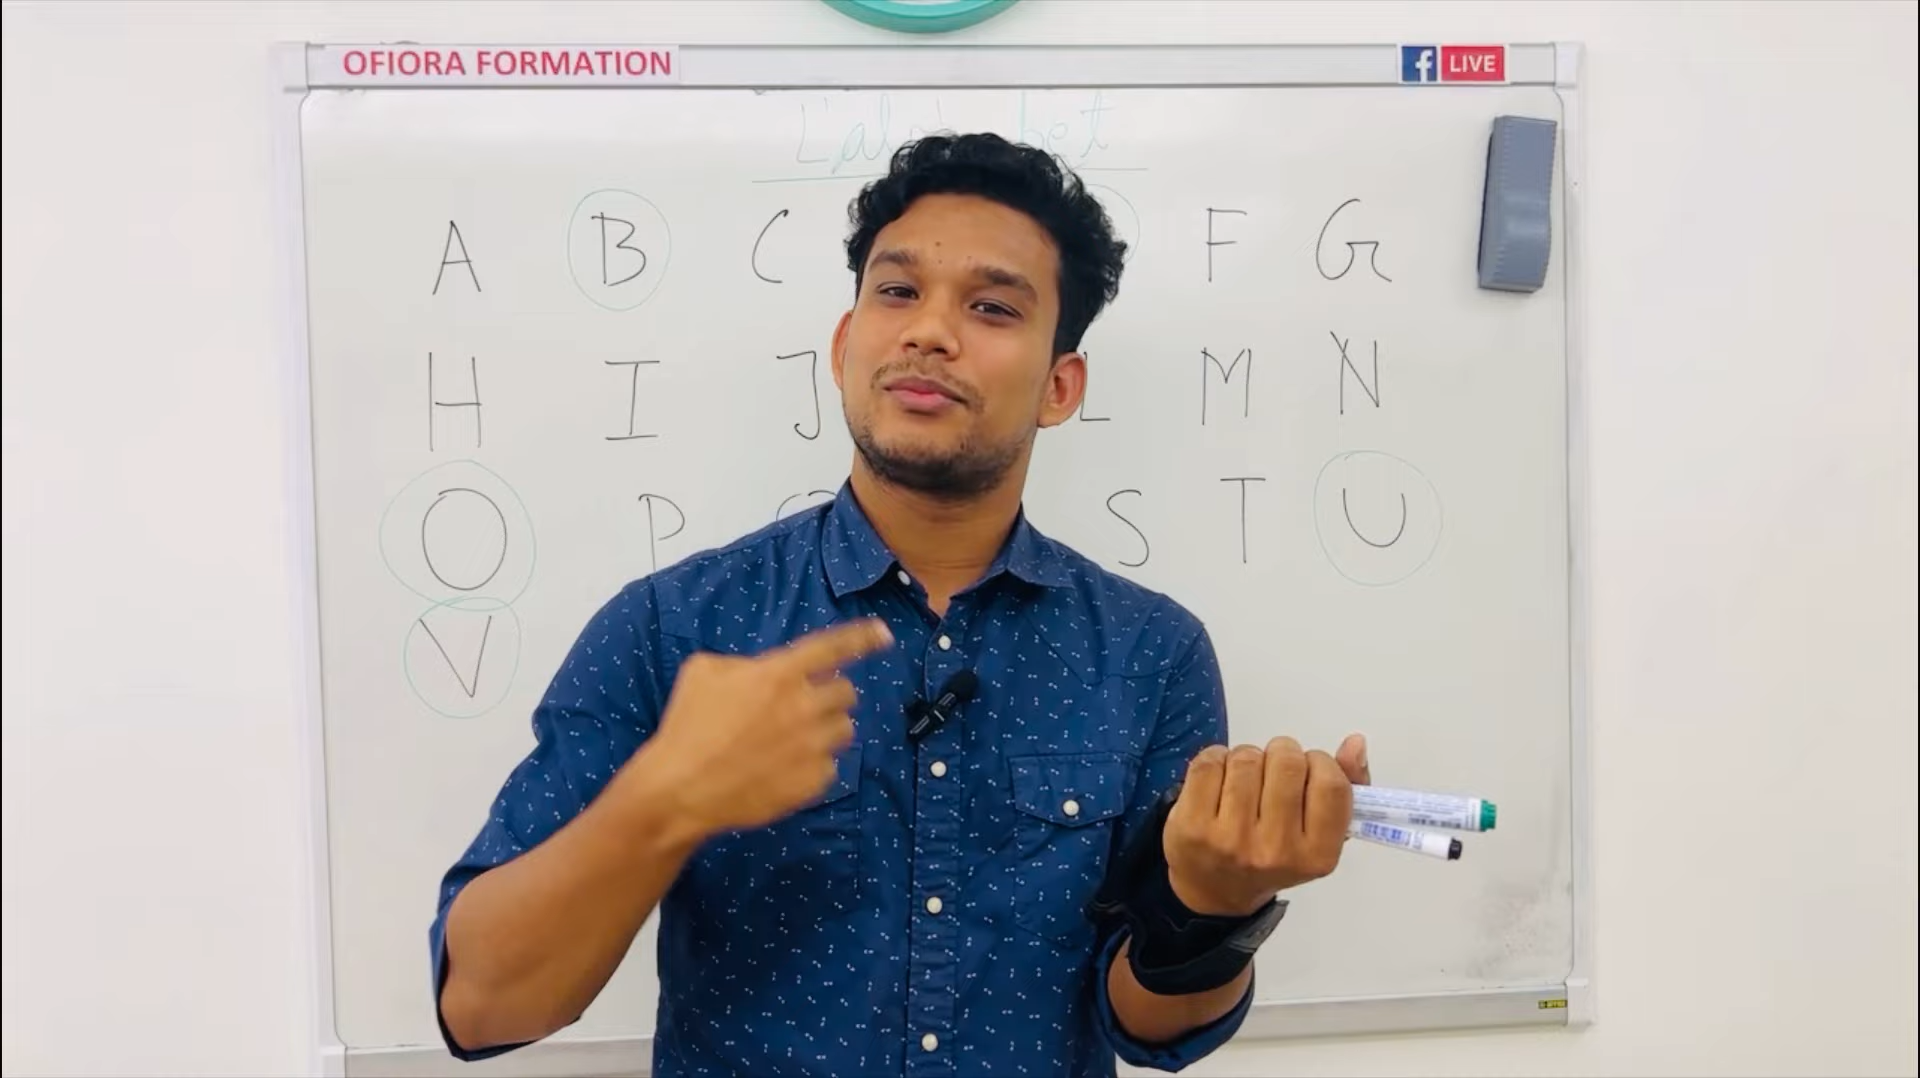 OFIORA FORMATION
f LIVE
A B C F G
H I J L M N
O P S T U
V